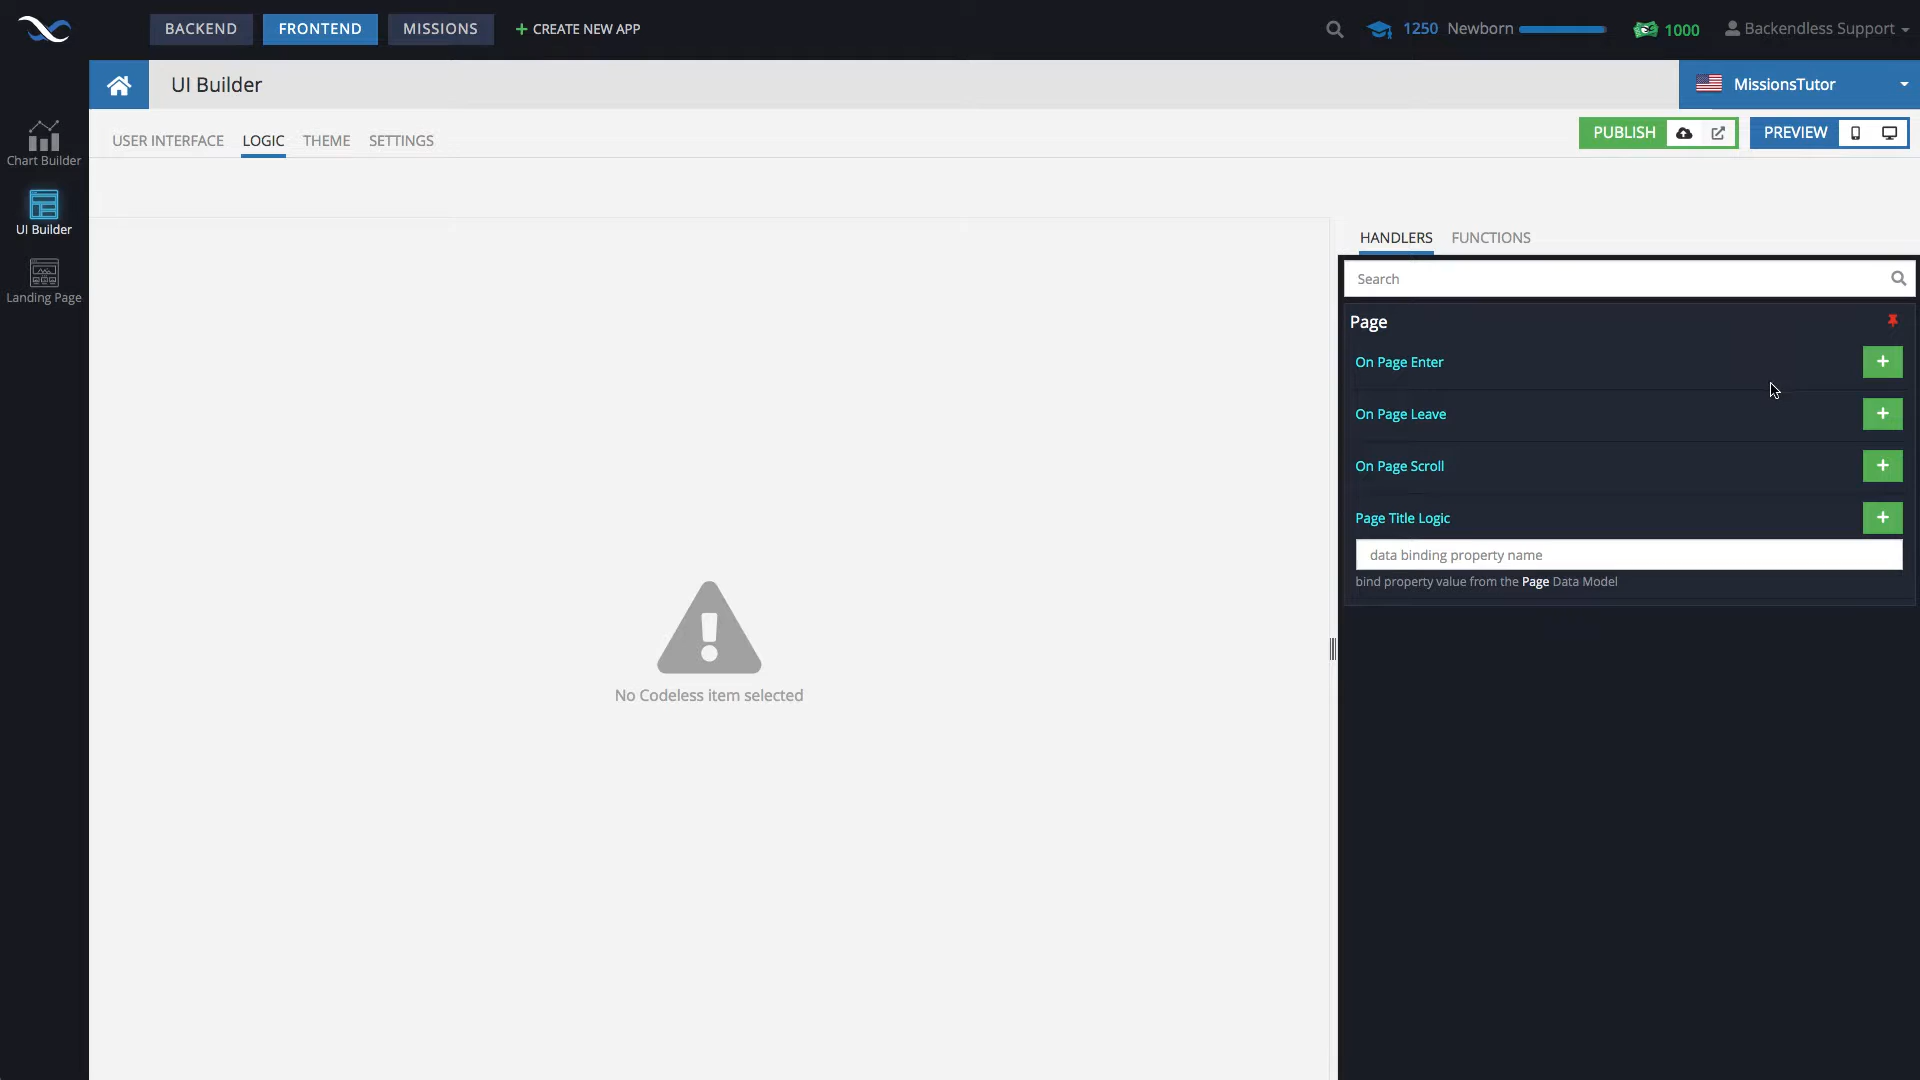 BACKEND
FRONTEND
MISSIONS
+ CREATE NEW APP
1250 Newborn
1000
Backendless Support
UI Builder
MissionsTutor
Chart Builder
UI Builder
Landing Page
USER INTERFACE
LOGIC
THEME
SETTINGS
PUBLISH
PREVIEW
No Codeless item selected
HANDLERS
FUNCTIONS
Search
Page
On Page Enter
On Page Leave
On Page Scroll
Page Title Logic
data binding property name
bind property value from the Page Data Model